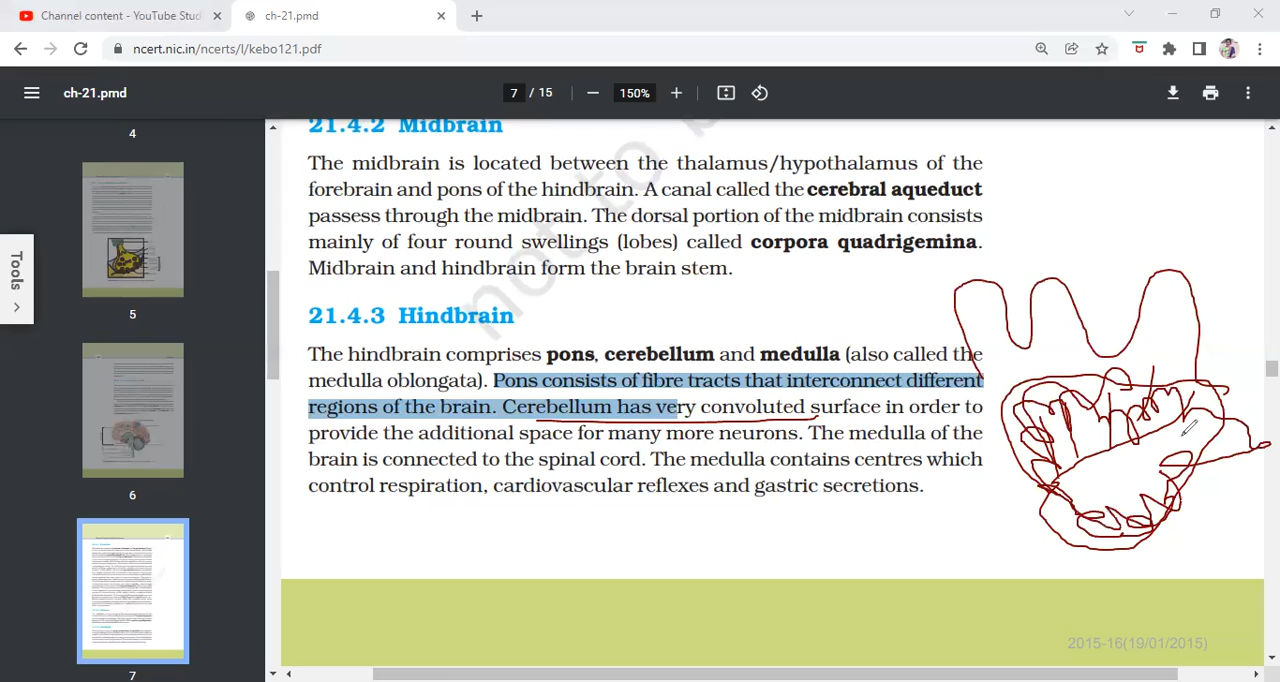 Channel content - YouTube Stud
ch-21.pmd
ncert.nic.in/ncerts/l/kebo121.pdf
ch-21.pmd
7 / 15
150%
4
5
6
7
Tools
21.4.2 Midbrain
The midbrain is located between the thalamus/hypothalamus of the
forebrain and pons of the hindbrain. A canal called the cerebral aqueduct
passess through the midbrain. The dorsal portion of the midbrain consists
mainly of four round swellings (lobes) called corpora quadrigemina.
Midbrain and hindbrain form the brain stem.
21.4.3 Hindbrain
The hindbrain comprises pons, cerebellum and medulla (also called the
medulla oblongata). Pons consists of fibre tracts that interconnect different
regions of the brain. Cerebellum has very convoluted surface in order to
provide the additional space for many more neurons. The medulla of the
brain is connected to the spinal cord. The medulla contains centres which
control respiration, cardiovascular reflexes and gastric secretions.
not to b
2015-16(19/01/2015)